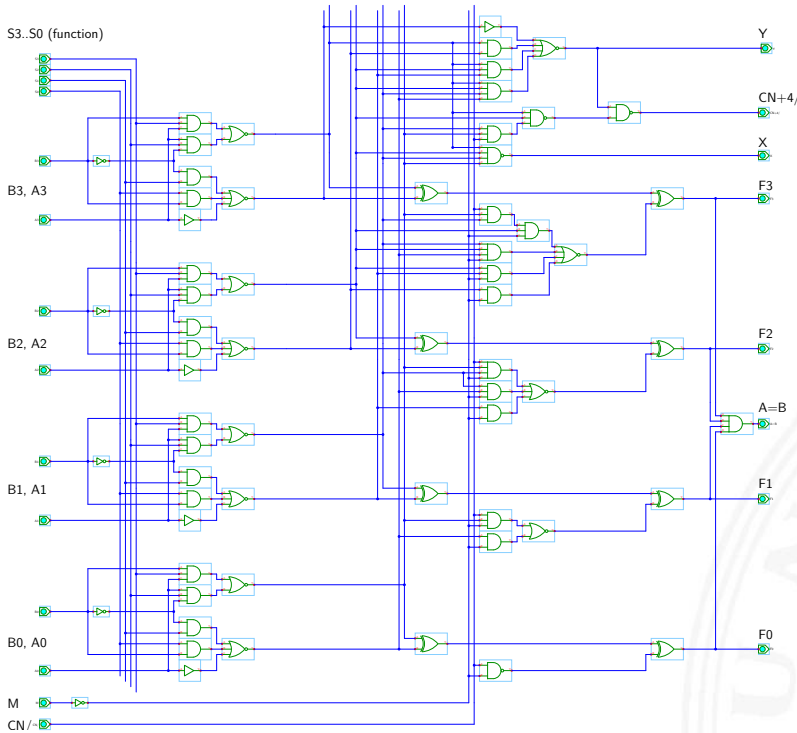 S3..S0 (function)
Y
CN+4/
X
B3, A3
F3
B2, A2
F2
A=B
B1, A1
F1
B0, A0
F0
M
CN/